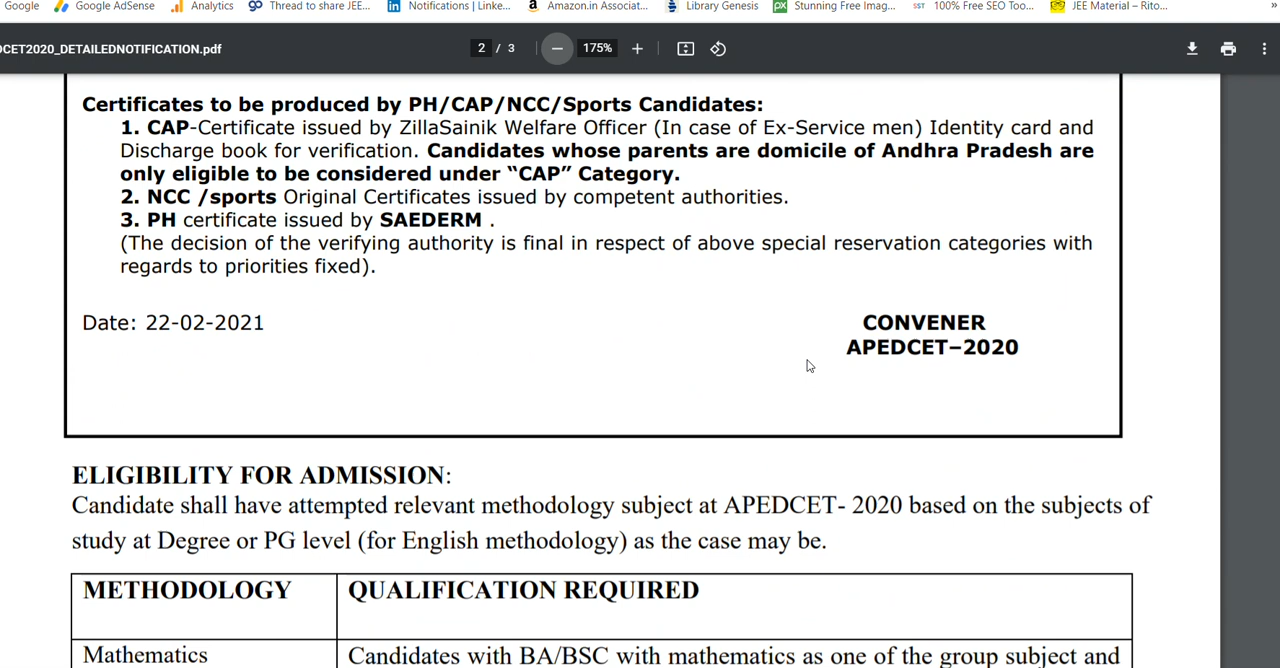 Google Google AdSense Analytics Thread to share JEE... Notifications | Linke... Amazon.in Associat... Library Genesis Stunning Free Imag... 100% Free SEO Too... JEE Material – Rito... »
DCET2020_DETAILEDNOTIFICATION.pdf 2 / 3 175%
Certificates to be produced by PH/CAP/NCC/Sports Candidates:
1. CAP-Certificate issued by ZillaSainik Welfare Officer (In case of Ex-Service men) Identity card and
Discharge book for verification. Candidates whose parents are domicile of Andhra Pradesh are
only eligible to be considered under “CAP” Category.
2. NCC /sports Original Certificates issued by competent authorities.
3. PH certificate issued by SAEDERM .
(The decision of the verifying authority is final in respect of above special reservation categories with
regards to priorities fixed).
Date: 22-02-2021 CONVENER
APEDCET–2020
ELIGIBILITY FOR ADMISSION:
Candidate shall have attempted relevant methodology subject at APEDCET- 2020 based on the subjects of
study at Degree or PG level (for English methodology) as the case may be.
METHODOLOGY QUALIFICATION REQUIRED
Mathematics Candidates with BA/BSC with mathematics as one of the group subject and